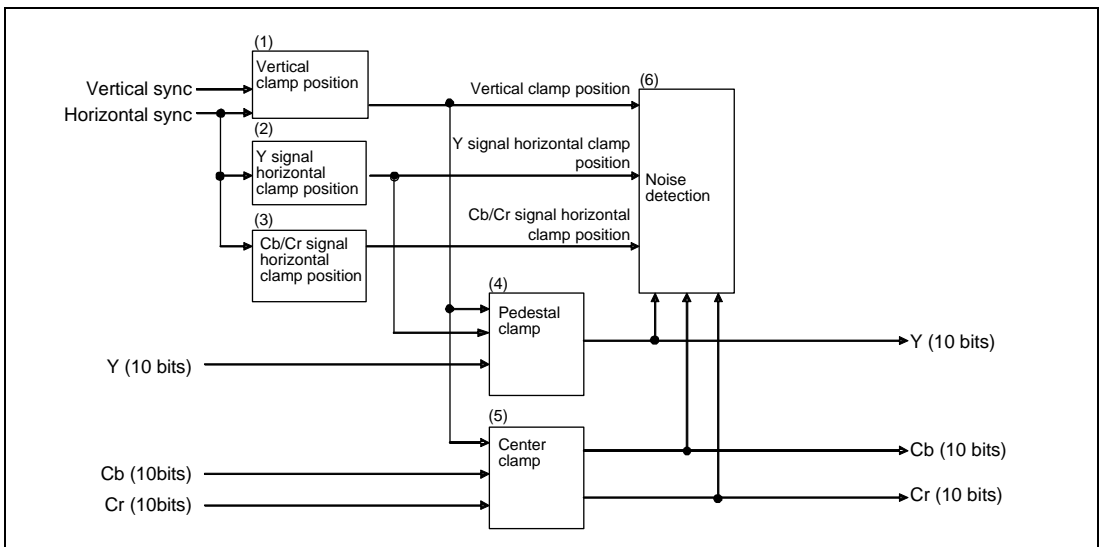 (1)
Vertical
clamp position
Vertical sync
Horizontal sync
(2)
Y signal
horizontal
clamp position
(3)
Cb/Cr signal
horizontal
clamp position
Vertical clamp position
Y signal horizontal clamp
position
Cb/Cr signal horizontal
clamp position
(6)
Noise
detection
(4)
Pedestal
clamp
Y (10 bits)
Y (10 bits)
(5)
Center
clamp
Cb (10bits)
Cr (10bits)
Cb (10 bits)
Cr (10 bits)